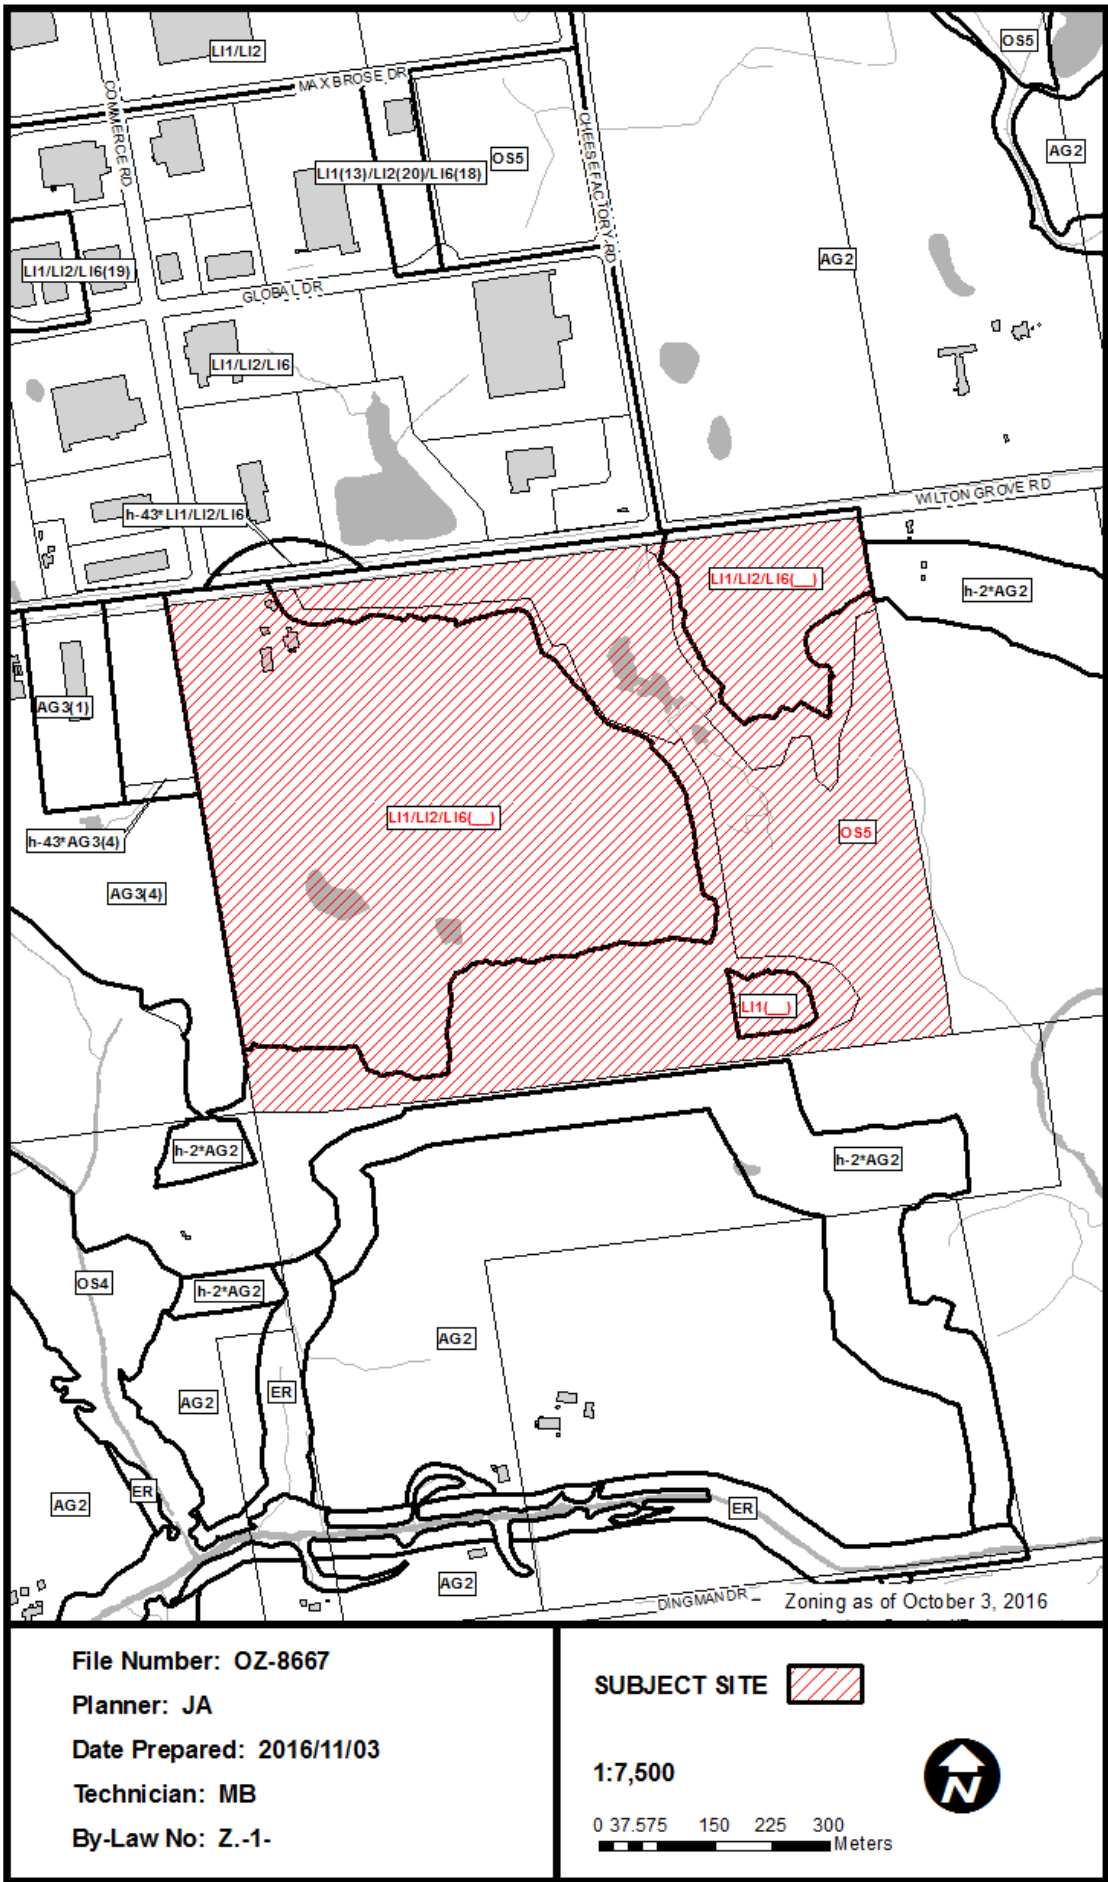 LI1/LI2
OS5
MAX BROSE DR
COMMERCE RD
CHEESEFACTORY RD
AG2
OS5
LI1(13)/LI2(20)/LI6(18)
AG2
LI1/LI2/LI6(19)
GLOBAL DR
LI1/LI2/LI6
WILTON GROVE RD
h-43*LI1/LI2/LI6
LI1/LI2/LI6(__)
h-2*AG2
AG3(1)
LI1/LI2/LI6(__)
OS5
h-43*AG3(4)
AG3(4)
LI1(__)
h-2*AG2
h-2*AG2
OS4
h-2*AG2
AG2
ER
AG2
ER
AG2
ER
AG2
DINGMAN DR
Zoning as of October 3, 2016
File Number: OZ-8667
Planner: JA
Date Prepared: 2016/11/03
Technician: MB
By-Law No: Z.-1-
SUBJECT SITE
1:7,500
N
0 37.575 150 225 300
Meters